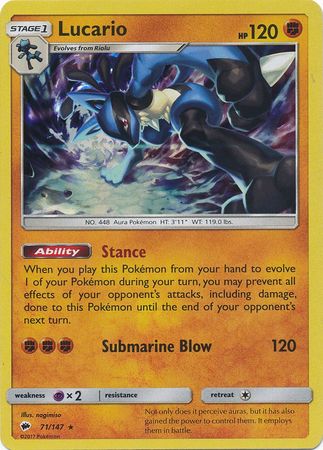 STAGE 1
Lucario
HP 120
Evolves from Riolu
NO. 448 Aura Pokémon HT: 3'11" WT: 119.0 lbs.
Ability Stance
When you play this Pokémon from your hand to evolve
1 of your Pokémon during your turn, you may prevent
all effects of your opponent's attacks, including damage,
done to this Pokémon until the end of your opponent's
next turn.
Submarine Blow 120
weakness ×2 resistance retreat
Illus. nagimiso
71/147
©2017 Pokémon
Not only does it perceive auras, but it has also
gained the power to control them. It employs
them in battle.